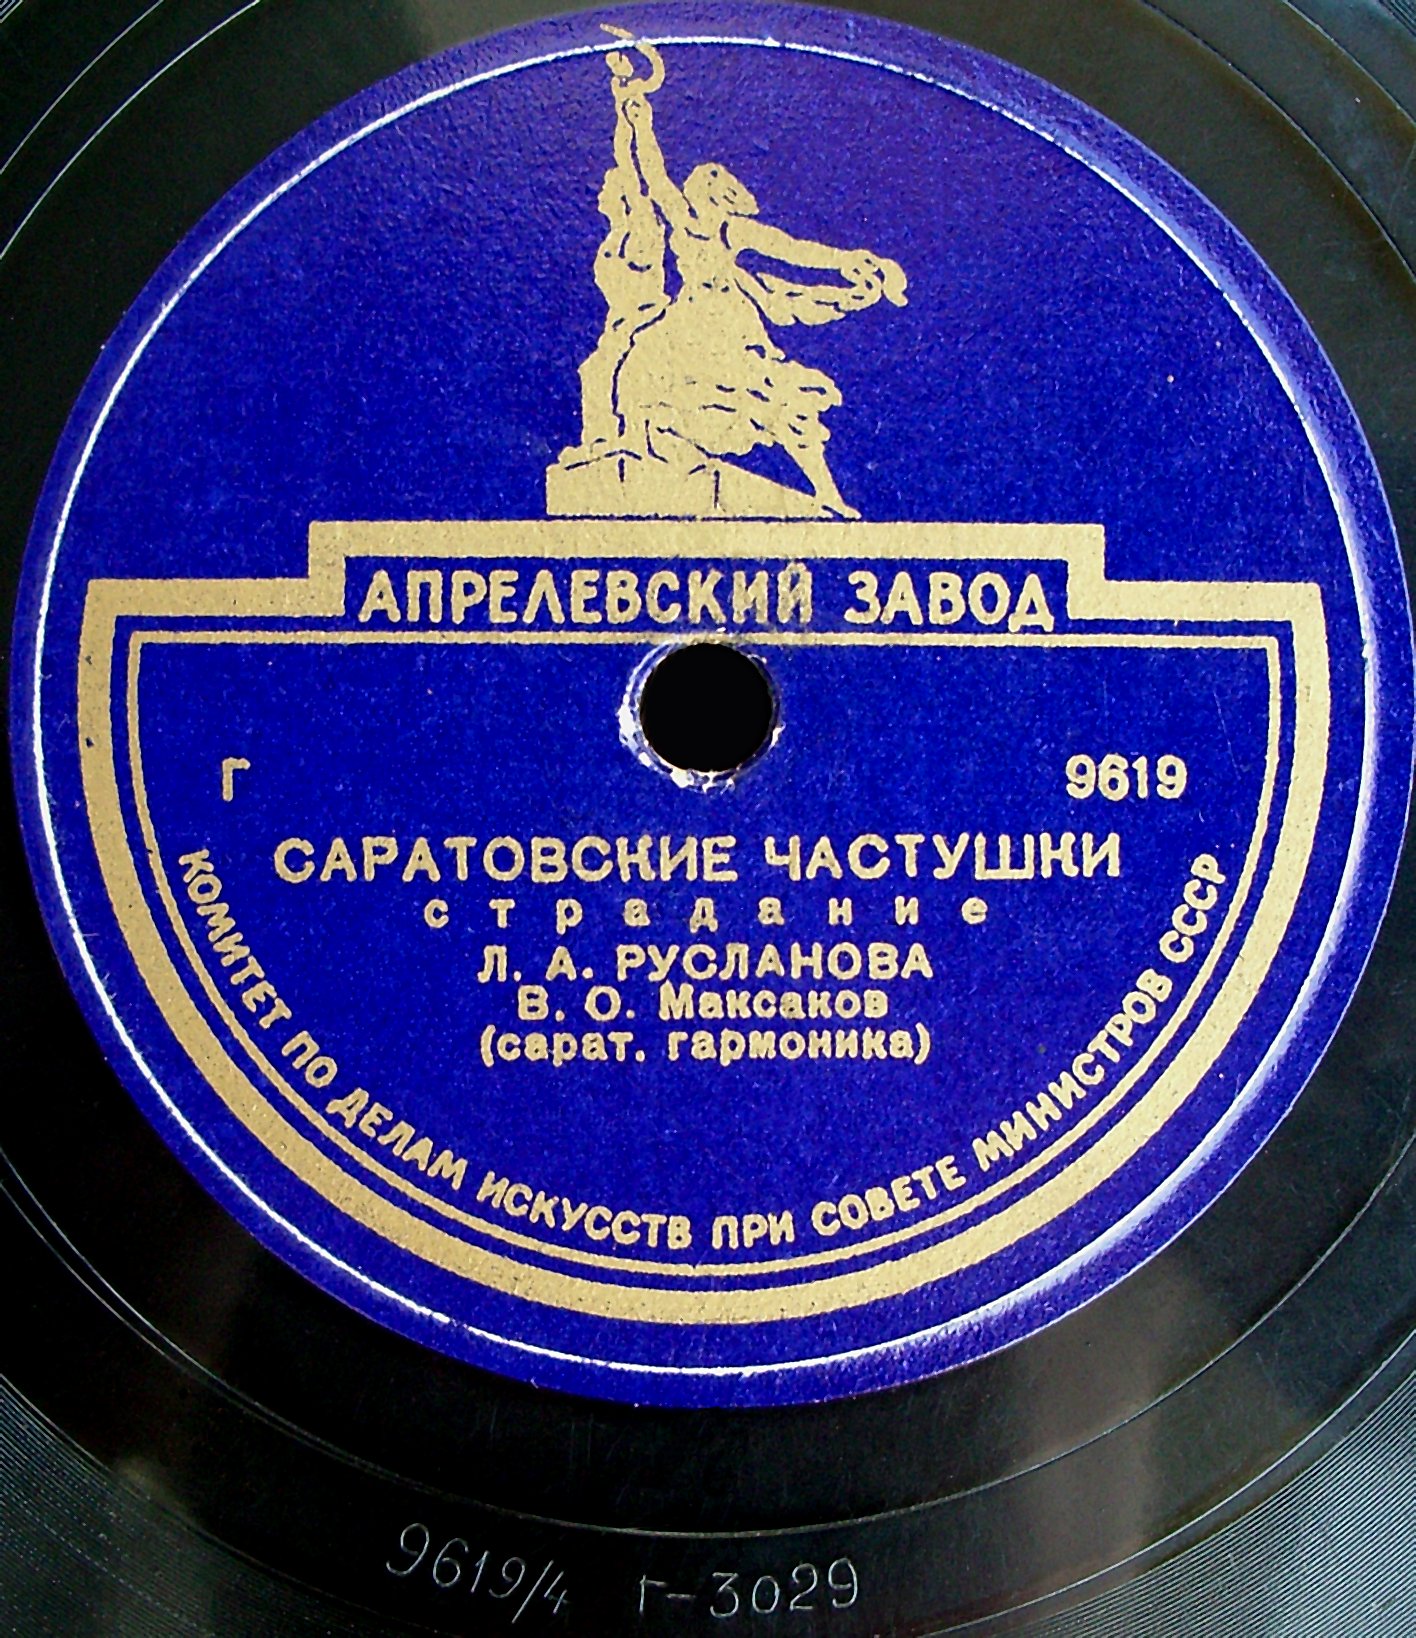 АПРЕЛЕВСКИЙ ЗАВОД
Г 9619
САРАТОВСКИЕ ЧАСТУШКИ
страдание
Л. А. РУСЛАНОВА
В. О. Максаков
(сарат. гармоника)
КОМИТЕТ ПО ДЕЛАМ ИСКУССТВ ПРИ СОВЕТЕ МИНИСТРОВ СССР
9619/4 г-3029